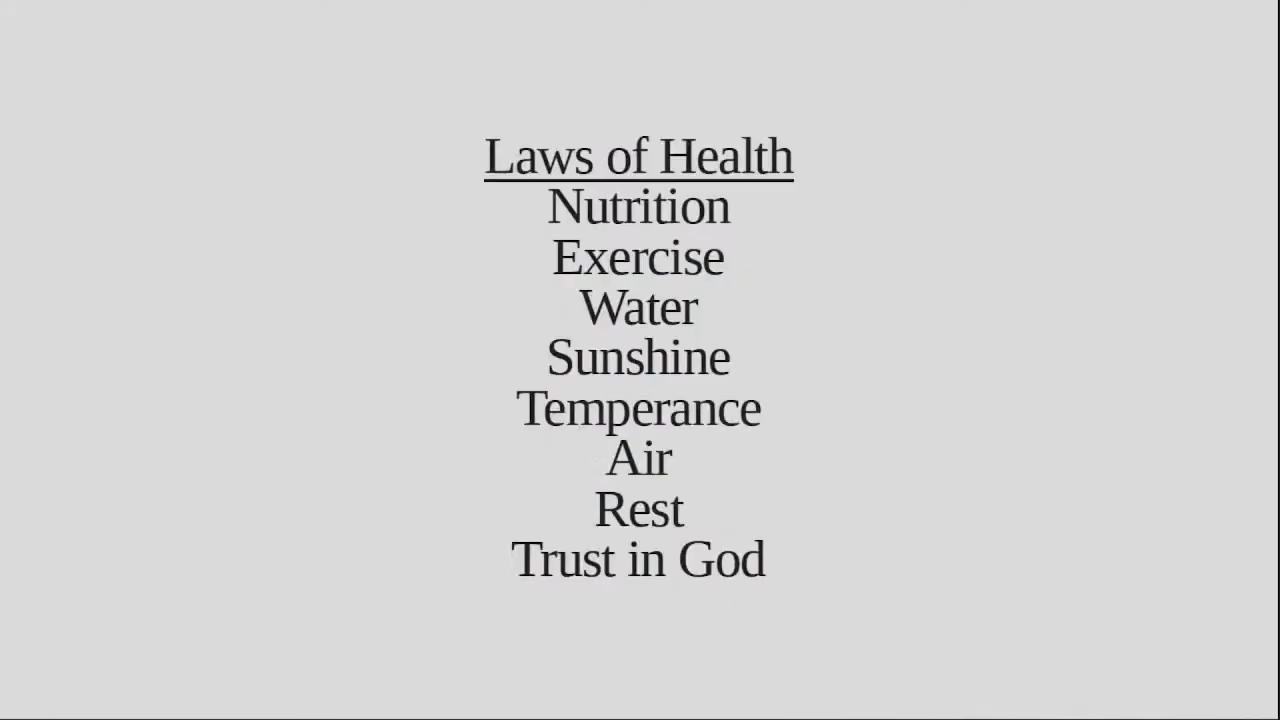 Laws of Health
Nutrition
Exercise
Water
Sunshine
Temperance
Air
Rest
Trust in God